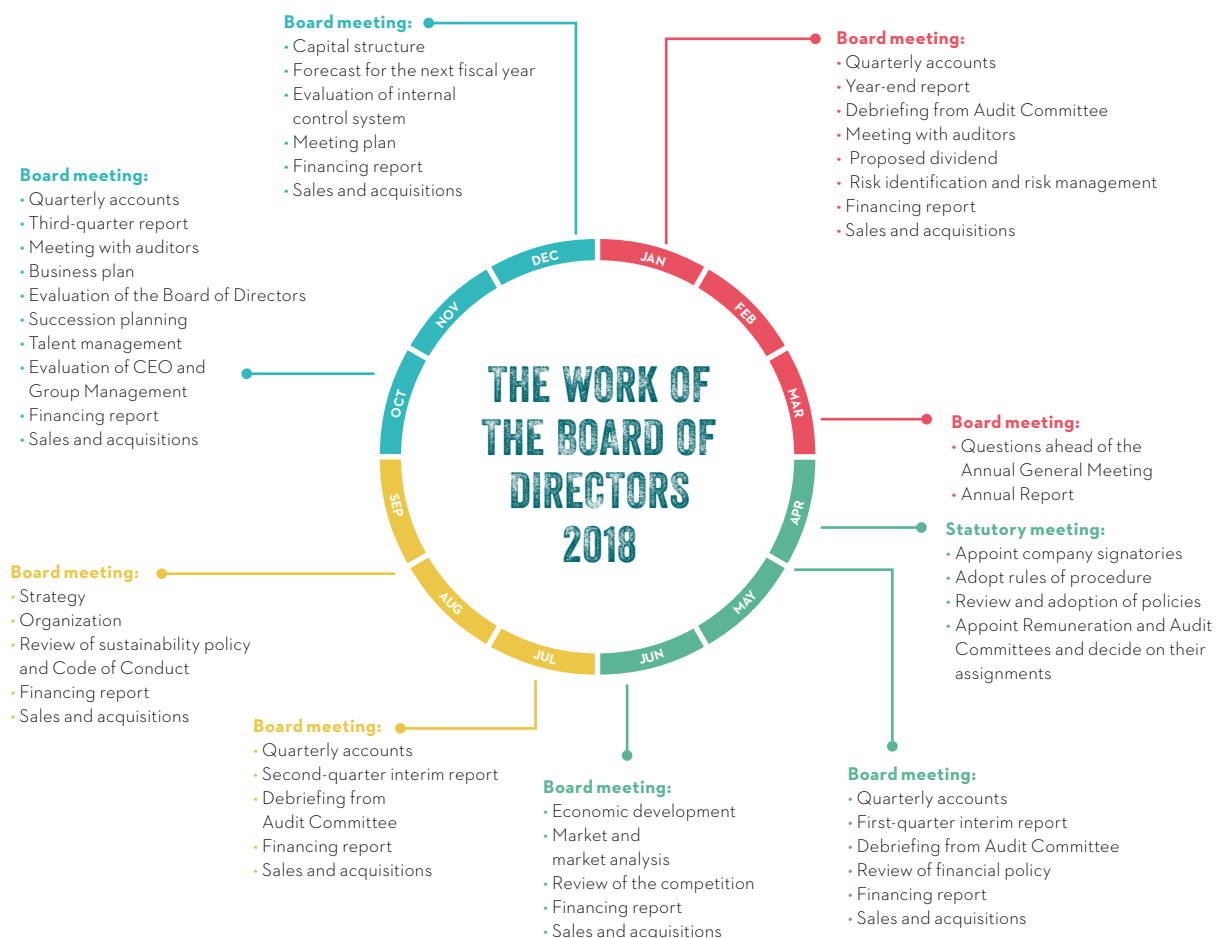 Board meeting:
• Capital structure
• Forecast for the next fiscal year
• Evaluation of internal
control system
• Meeting plan
• Financing report
• Sales and acquisitions
Board meeting:
• Quarterly accounts
• Year-end report
• Debriefing from Audit Committee
• Meeting with auditors
• Proposed dividend
• Risk identification and risk management
• Financing report
• Sales and acquisitions
Board meeting:
• Quarterly accounts
• Third-quarter report
• Meeting with auditors
• Business plan
• Evaluation of the Board of Directors
• Succession planning
• Talent management
• Evaluation of CEO and
Group Management
• Financing report
• Sales and acquisitions
DEC
JAN
NOV
FEB
OCT
MAR
SEP
APR
AUG
MAY
JUL
JUN
THE WORK OF
THE BOARD OF
DIRECTORS
2018
Board meeting:
• Questions ahead of the
Annual General Meeting
• Annual Report
Statutory meeting:
• Appoint company signatories
• Adopt rules of procedure
• Review and adoption of policies
• Appoint Remuneration and Audit
Committees and decide on their
assignments
Board meeting:
• Strategy
• Organization
• Review of sustainability policy
and Code of Conduct
• Financing report
• Sales and acquisitions
Board meeting:
• Quarterly accounts
• Second-quarter interim report
• Debriefing from
Audit Committee
• Financing report
• Sales and acquisitions
Board meeting:
• Economic development
• Market and
market analysis
• Review of the competition
• Financing report
• Sales and acquisitions
Board meeting:
• Quarterly accounts
• First-quarter interim report
• Debriefing from Audit Committee
• Review of financial policy
• Financing report
• Sales and acquisitions